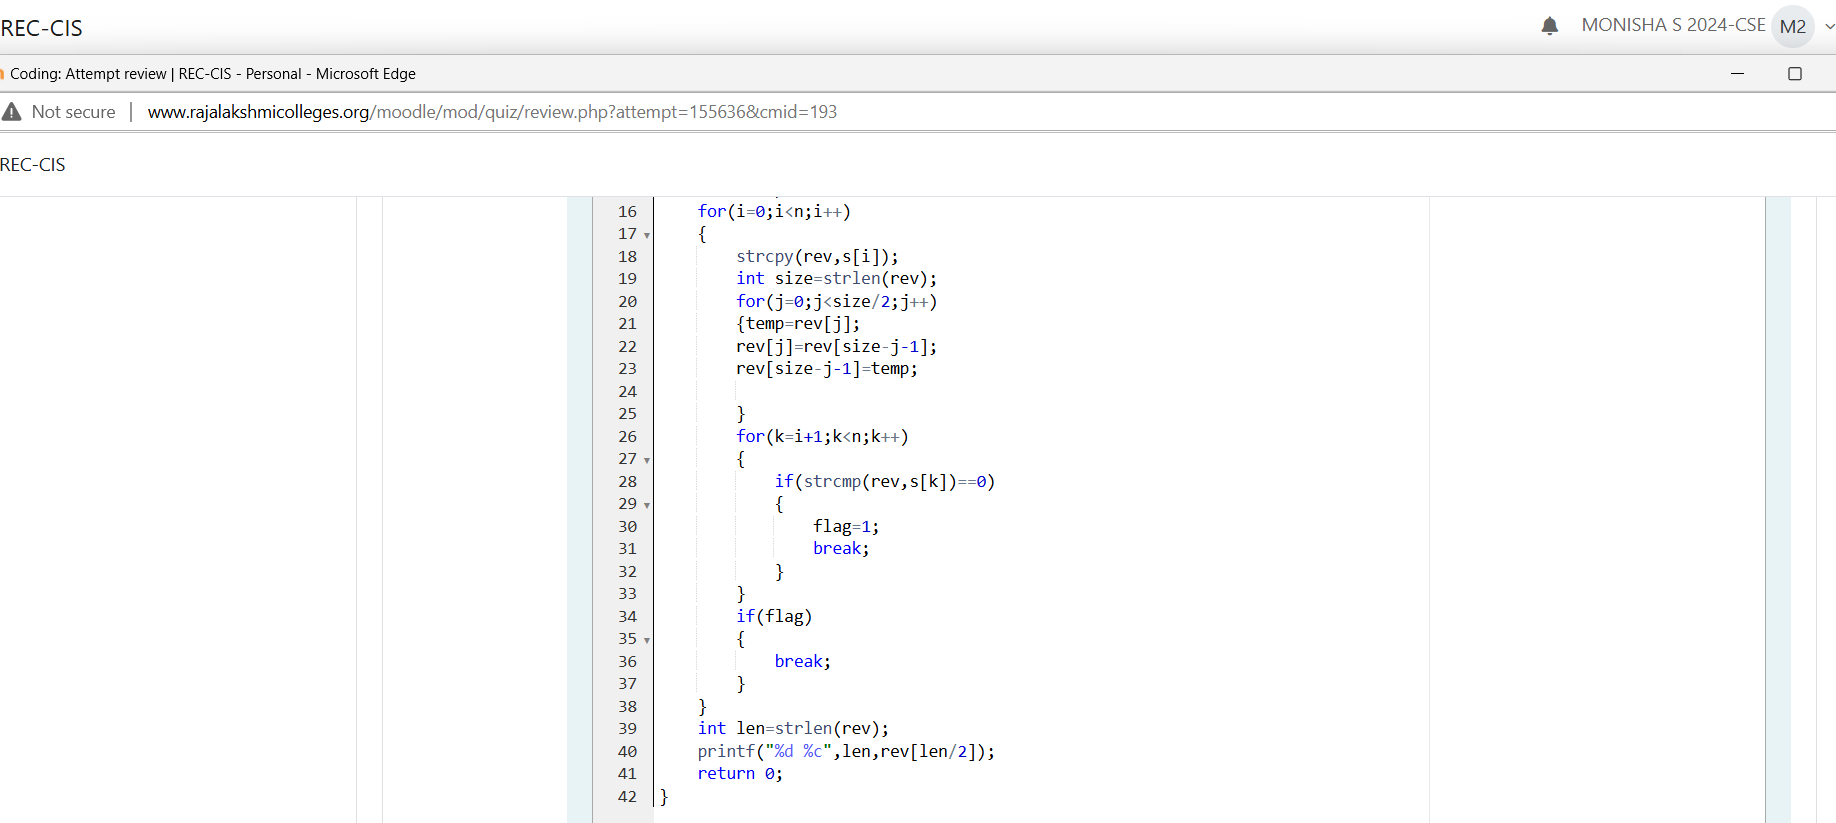 REC-CIS
MONISHA S 2024-CSE M2
Coding: Attempt review | REC-CIS - Personal - Microsoft Edge
Not secure | www.rajalakshmicolleges.org/moodle/mod/quiz/review.php?attempt=155636&cmid=193
REC-CIS
16 for(i=0;i<n;i++)
17 {
18 strcpy(rev,s[i]);
19 int size=strlen(rev);
20 for(j=0;j<size/2;j++)
21 {temp=rev[j];
22 rev[j]=rev[size-j-1];
23 rev[size-j-1]=temp;
24
25 }
26 for(k=i+1;k<n;k++)
27 {
28 if(strcmp(rev,s[k])==0)
29 {
30 flag=1;
31 break;
32 }
33 }
34 if(flag)
35 {
36 break;
37 }
38 }
39 int len=strlen(rev);
40 printf("%d %c",len,rev[len/2]);
41 return 0;
42 }